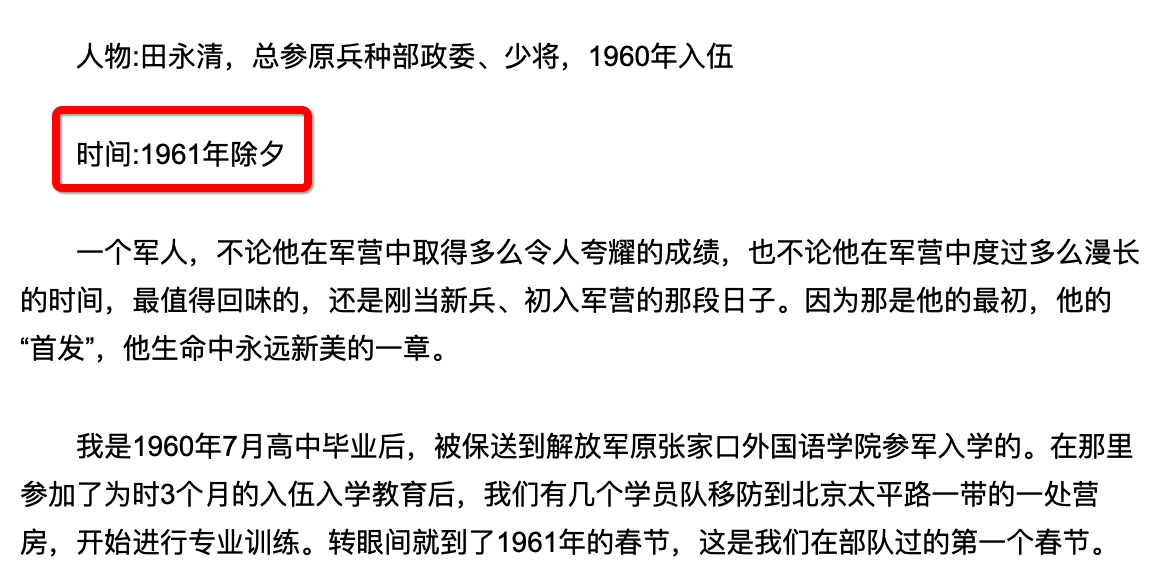 人物:田永清，总参原兵种部政委、少将，1960年入伍
时间:1961年除夕
一个军人，不论他在军营中取得多么令人夸耀的成绩，也不论他在军营中度过多么漫长
的时间，最值得回味的，还是刚当新兵、初入军营的那段日子。因为那是他的最初，他的
“首发”，他生命中永远新美的一章。
我是1960年7月高中毕业后，被保送到解放军原张家口外国语学院参军入学的。在那里
参加了为时3个月的入伍入学教育后，我们有几个学员队移防到北京太平路一带的一处营
房，开始进行专业训练。转眼间就到了1961年的春节，这是我们在部队过的第一个春节。